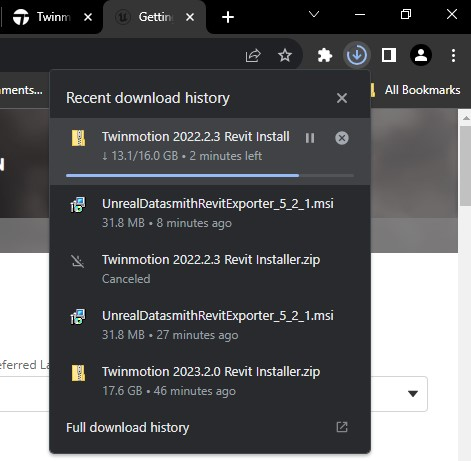 Twinm
Gettin
ments...
All Bookmarks
Recent download history
Twinmotion 2022.2.3 Revit Install
↓ 13.1/16.0 GB • 2 minutes left
UnrealDatasmithRevitExporter_5_2_1.msi
31.8 MB • 8 minutes ago
Twinmotion 2022.2.3 Revit Installer.zip
Canceled
UnrealDatasmithRevitExporter_5_2_1.msi
31.8 MB • 27 minutes ago
eferred La
Twinmotion 2023.2.0 Revit Installer.zip
17.6 GB • 46 minutes ago
Full download history